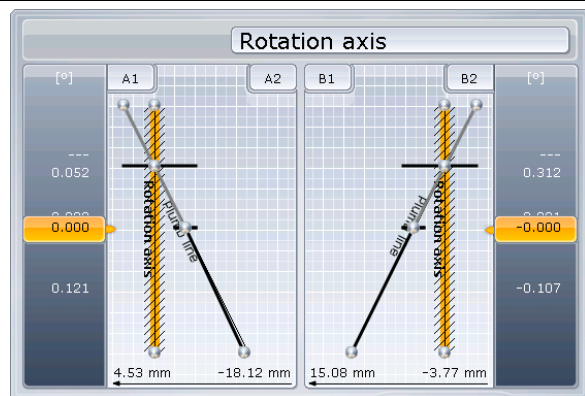 Rotation axis
[°]
A1
A2
B1
B2
[°]
---
0.052
0.000
0.121
Rotation axis
Plumb line
4.53 mm
-18.12 mm
Plumb line
Rotation axis
15.08 mm
-3.77 mm
---
0.312
-0.000
-0.107